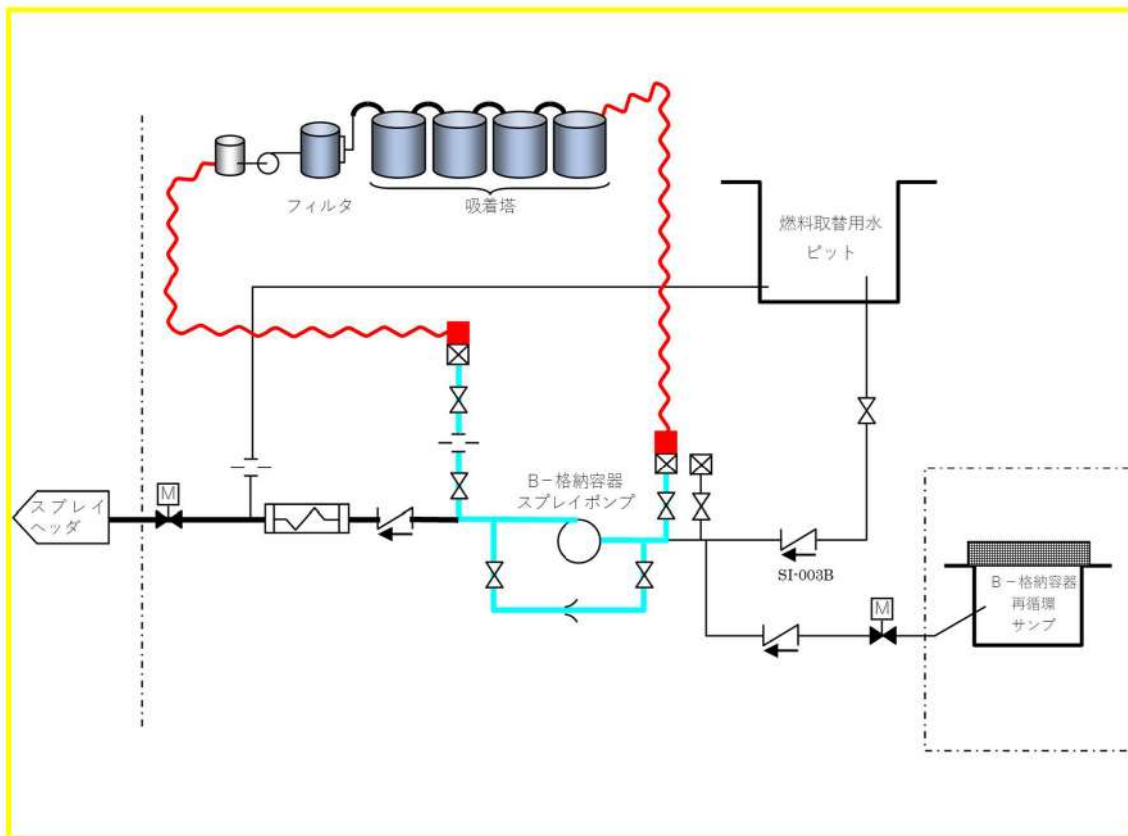 フィルタ
吸着塔
燃料取替用水
ピット
B－格納容器
スプレイポンプ
M
スプレイ
ヘッダ
SI-003B
M
B－格納容器
再循環
サンプ